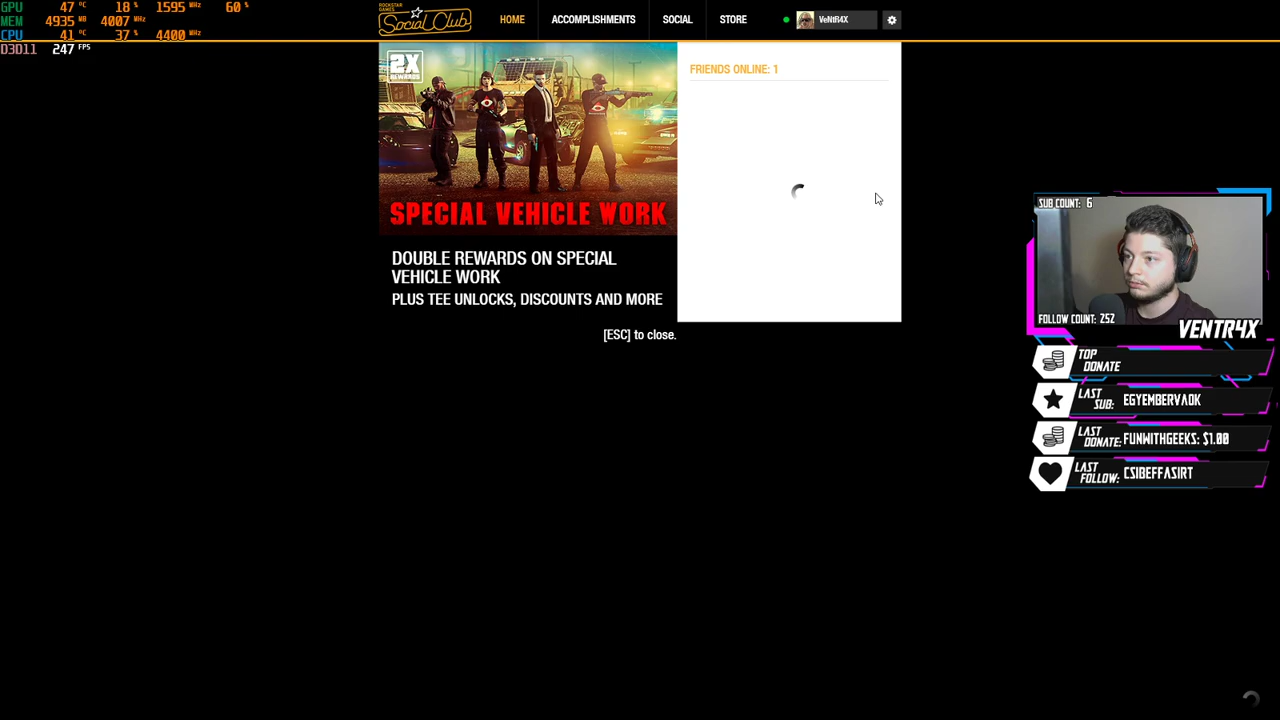 GPU 47 °C 18 % 1595 MHz 60 %
MEM 4935 MB 4007 MHz
CPU 41 °C 37 % 4400 MHz
D3D11 247 FPS
ROCKSTAR GAMES
Social Club
HOME ACCOMPLISHMENTS SOCIAL STORE VeNtR4X
2X
REWARDS
SPECIAL VEHICLE WORK
DOUBLE REWARDS ON SPECIAL
VEHICLE WORK
PLUS TEE UNLOCKS, DISCOUNTS AND MORE
FRIENDS ONLINE: 1
[ESC] to close.
SUB COUNT: 6
FOLLOW COUNT: 252
VENTR4X
TOP
DONATE
LAST
SUB: EGYEMBERVAOK
LAST
DONATE: FUNWITHGEEKS: $1.00
LAST
FOLLOW: CSIBEFFASIRT